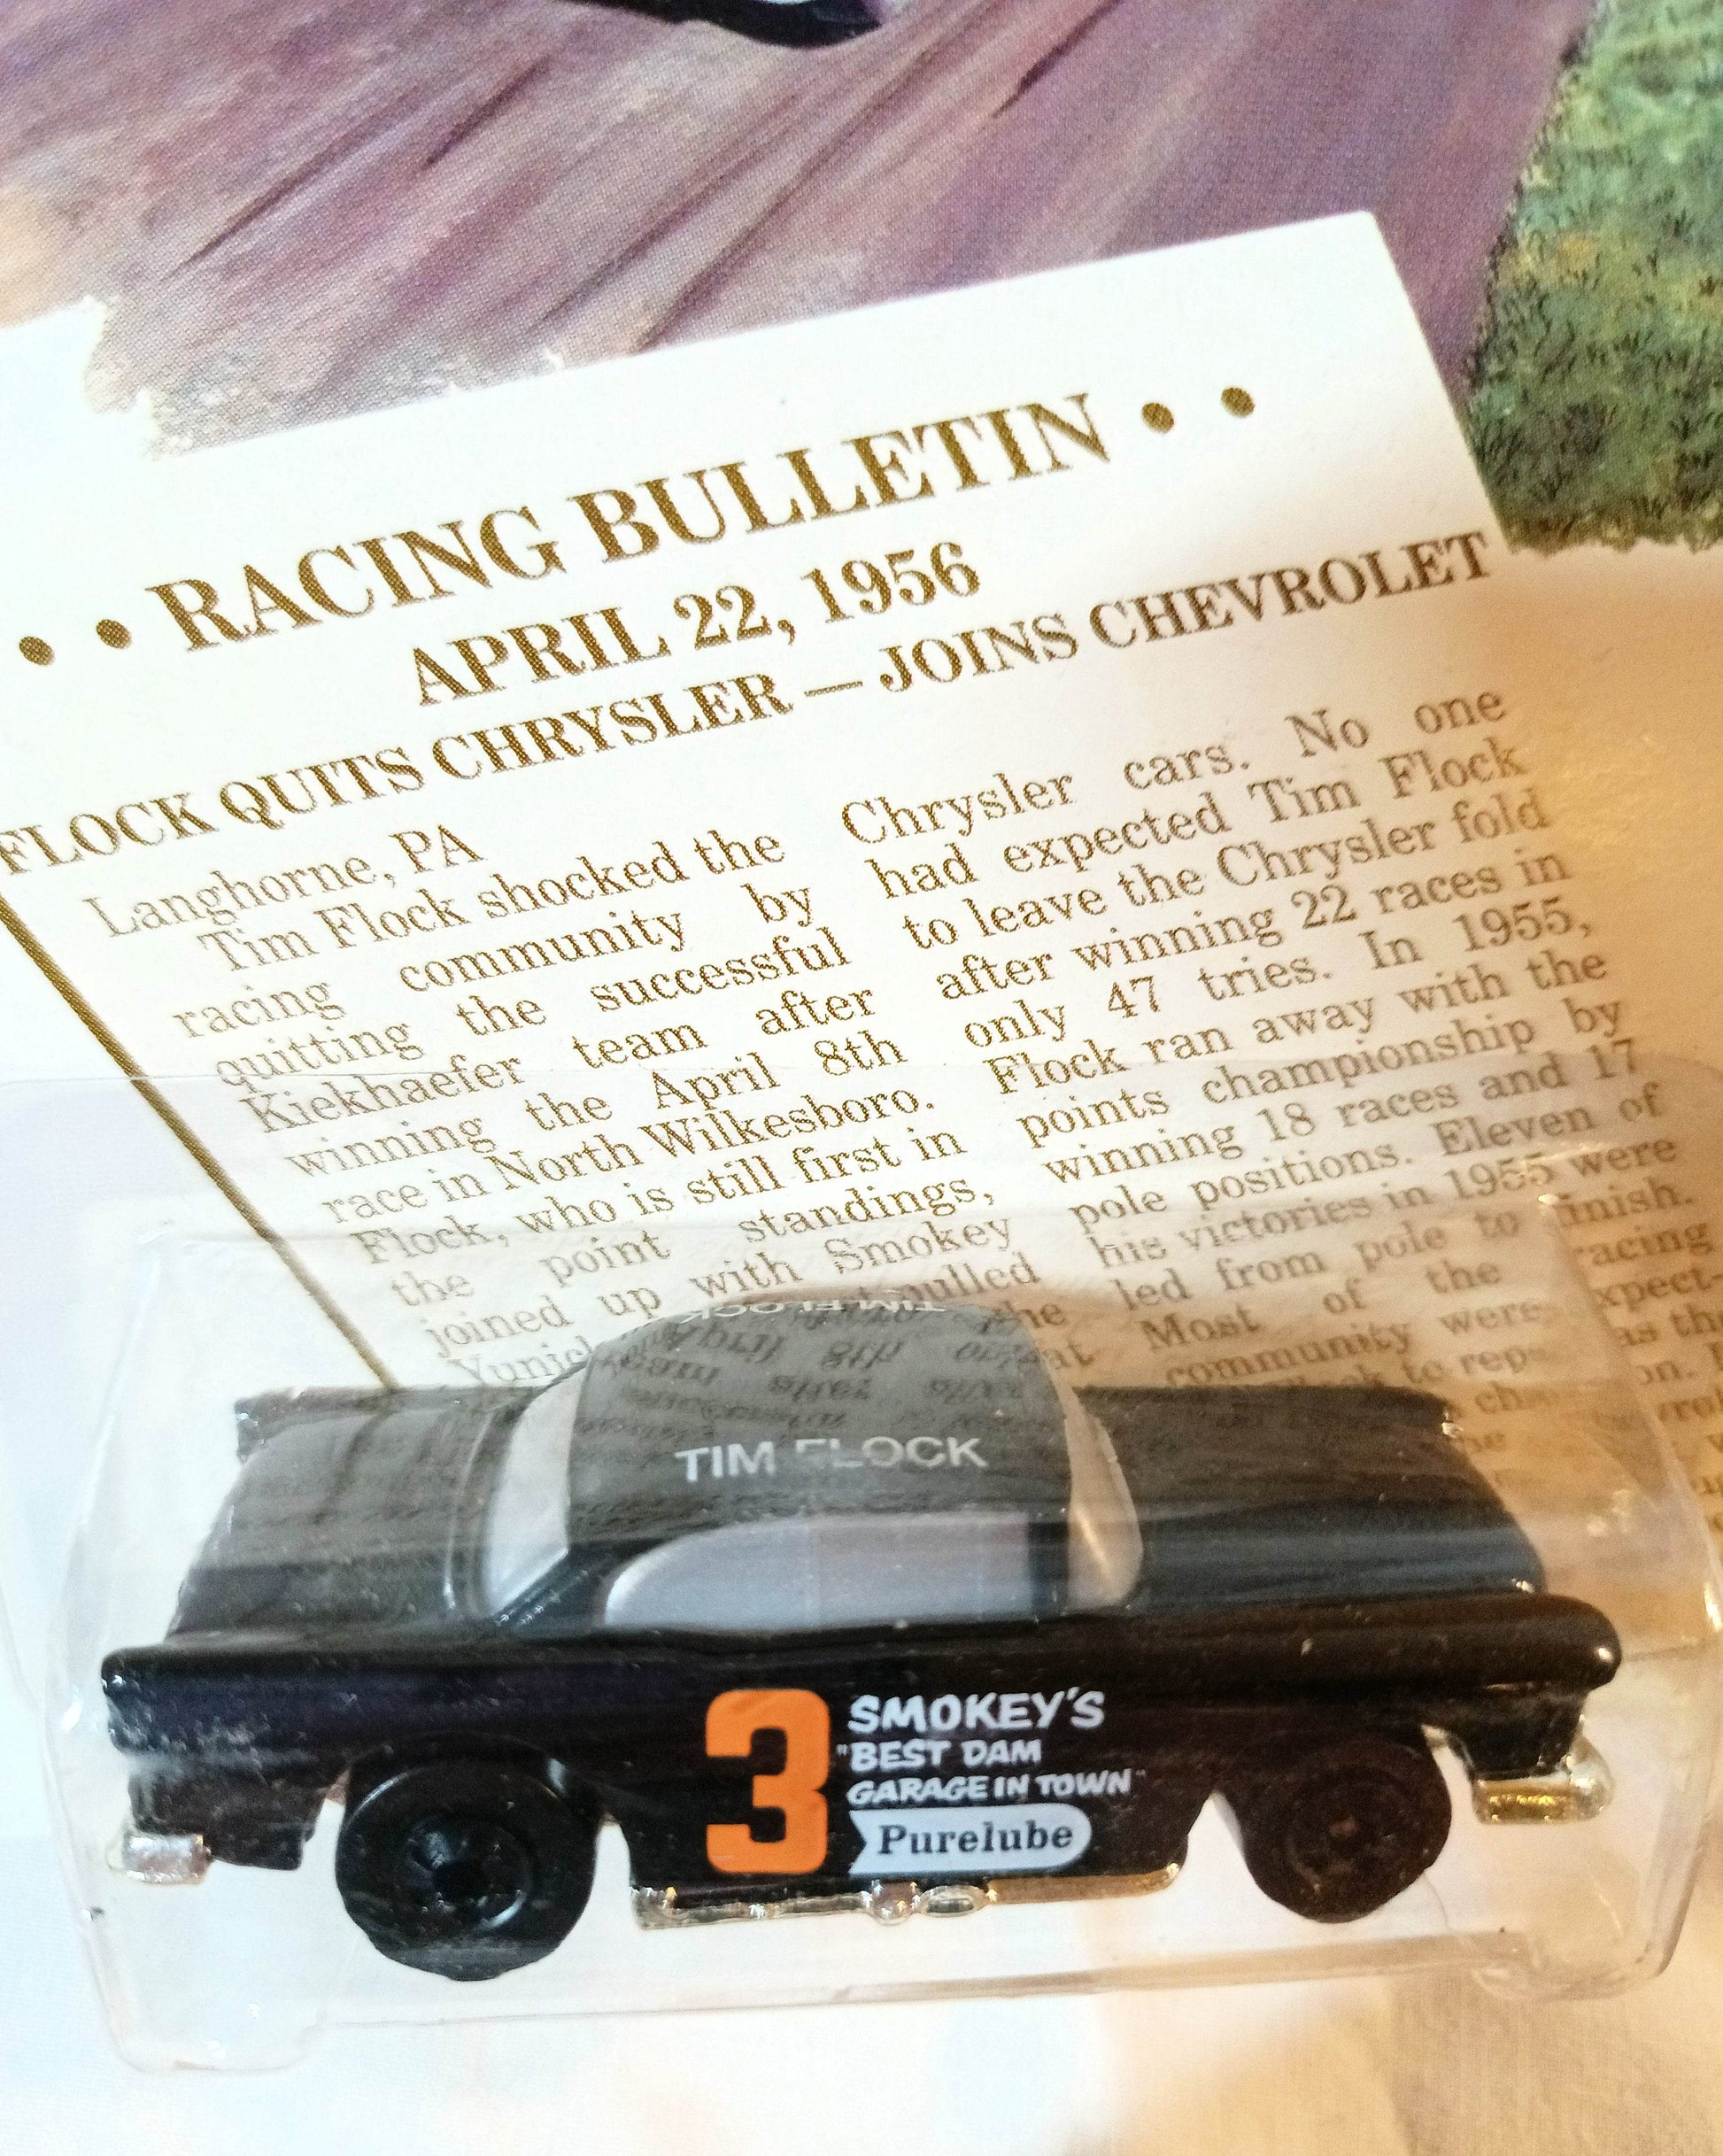 • • RACING BULLETIN • •
APRIL 22, 1956
FLOCK QUITS CHRYSLER — JOINS CHEVROLET
Langhorne, PA
Tim Flock shocked the
racing community by
quitting the successful
Kiekhaefer team after
winning the April 8th
race in North Wilkesboro.
Flock, who is still first in
the point standings,
joined up with Smokey
pulled
the
Chrysler cars. No one
had expected Tim Flock
to leave the Chrysler fold
after winning 22 races in
only 47 tries. In 1955,
Flock ran away with the
points championship by
winning 18 races and 17
pole positions. Eleven of
his victories in 1955 were
led from pole to finish.
Most of the racing
community were
to
TIM FLOCK
TIM FLOCK
3
SMOKEY'S
"BEST DAM
GARAGE IN TOWN"
Purelube